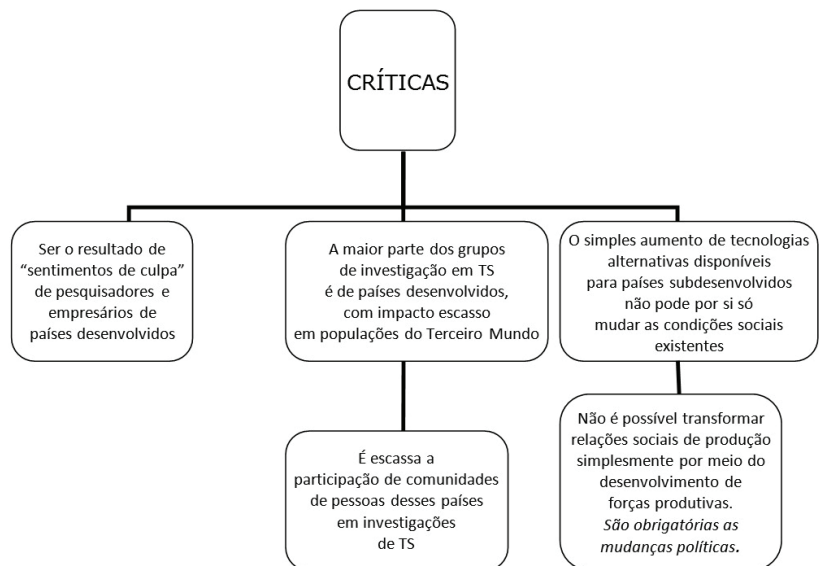 CRÍTICAS
Ser o resultado de
“sentimentos de culpa”
de pesquisadores e
empresários de
países desenvolvidos
A maior parte dos grupos
de investigação em TS
é de países desenvolvidos,
com impacto escasso
em populações do Terceiro Mundo
O simples aumento de tecnologias
alternativas disponíveis
para países subdesenvolvidos
não pode por si só
mudar as condições sociais
existentes
É escassa a
participação de comunidades
de pessoas desses países
em investigações
de TS
Não é possível transformar
relações sociais de produção
simplesmente por meio do
desenvolvimento de
forças produtivas.
São obrigatórias as
mudanças políticas.